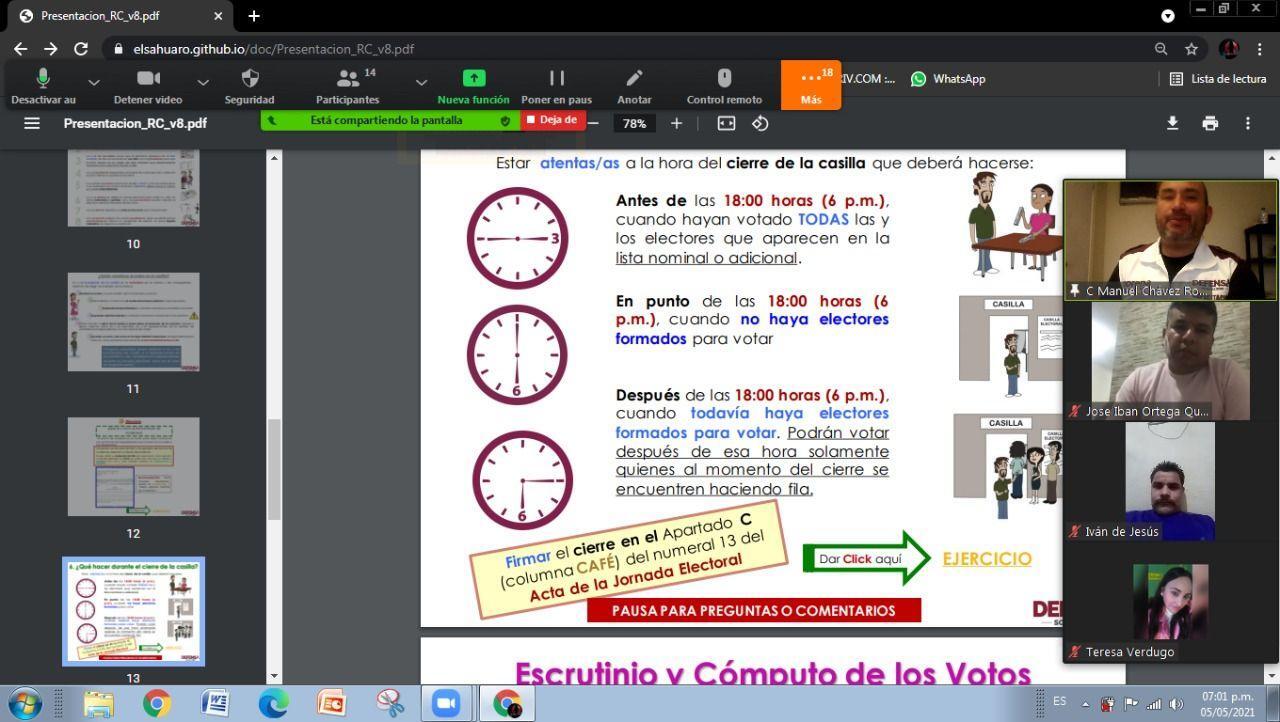 Presentacion_RC_v8.pdf
elsahuaro.github.io/doc/Presentacion_RC_v8.pdf
14
18
Desactivar au
Detener video
Seguridad
Participantes
Nueva función
Poner en paus
Anotar
Control remoto
Más
RIV.COM :...
WhatsApp
Lista de lectura
Presentacion_RC_v8.pdf
Está compartiendo la pantalla
Deja de
78%
10
11
12
6. ¿Qué hacer durante el cierre de la casilla?
13
Estar atentas/as a la hora del cierre de la casilla que deberá hacerse:
3
Antes de las 18:00 horas (6 p.m.),
cuando hayan votado TODAS las y
los electores que aparecen en la
lista nominal o adicional.
6
En punto de las 18:00 horas (6
p.m.), cuando no haya electores
formados para votar
CASILLA
6
Después de las 18:00 horas (6 p.m.),
cuando todavía haya electores
formados para votar. Podrán votar
después de esa hora solamente
quienes al momento del cierre se
encuentren haciendo fila.
CASILLA
Firmar el cierre en el Apartado C
(columna CAFÉ) del numeral 13 del
Acta de la Jornada Electoral
Dar Click aquí
EJERCICIO
PAUSA PARA PREGUNTAS O COMENTARIOS
Escrutinio y Cómputo de los Votos
C Manuel Chávez Ro...
Jose Iban Ortega Qu...
Iván de Jesús
Teresa Verdugo
ES
07:01 p.m.
05/05/2021